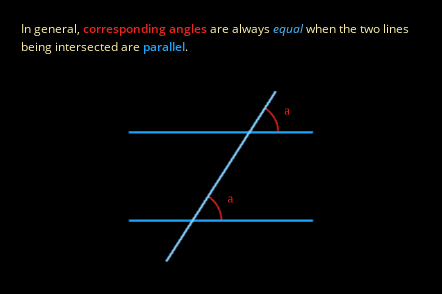 In general, corresponding angles are always equal when the two lines
being intersected are parallel.
a
a